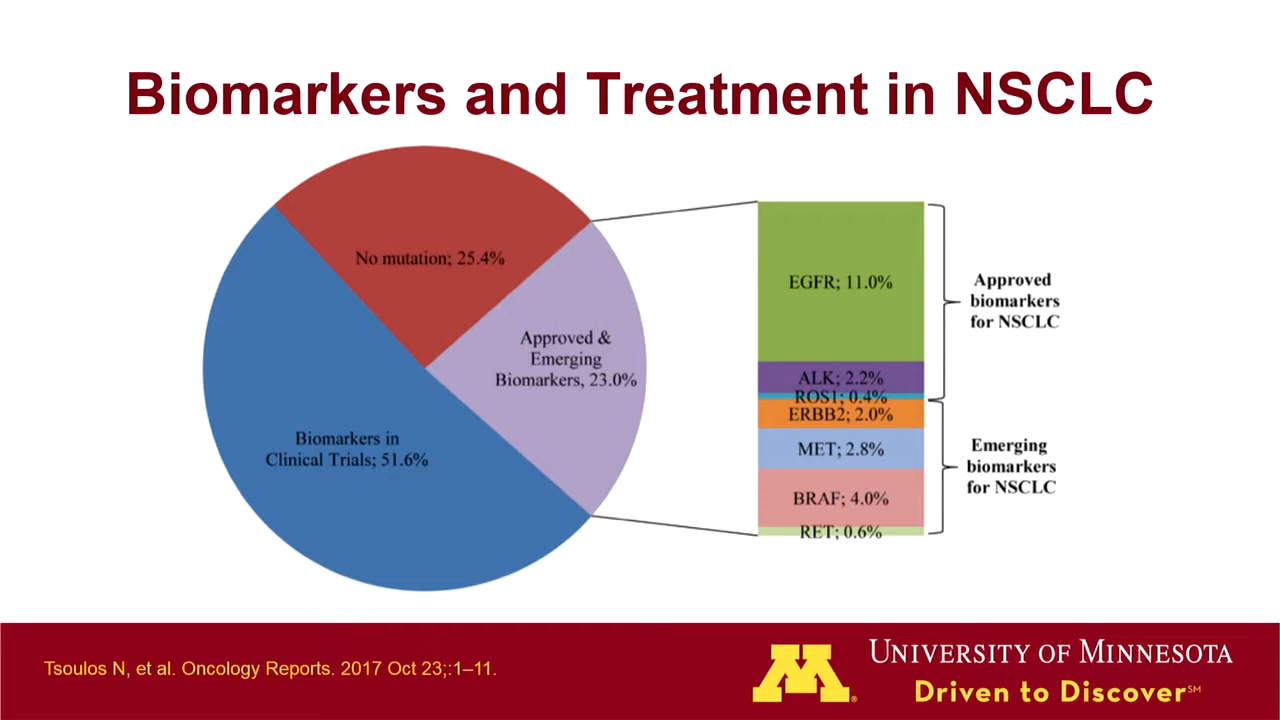 Biomarkers and Treatment in NSCLC
No mutation; 25.4%
Approved &
Emerging
Biomarkers, 23.0%
Biomarkers in
Clinical Trials; 51.6%
EGFR; 11.0%
ALK; 2.2%
ROS1; 0.4%
ERBB2; 2.0%
MET; 2.8%
BRAF; 4.0%
RET; 0.6%
Approved
biomarkers
for NSCLC
Emerging
biomarkers
for NSCLC
Tsoulos N, et al. Oncology Reports. 2017 Oct 23;:1–11.
M®
UNIVERSITY OF MINNESOTA
Driven to Discover℠